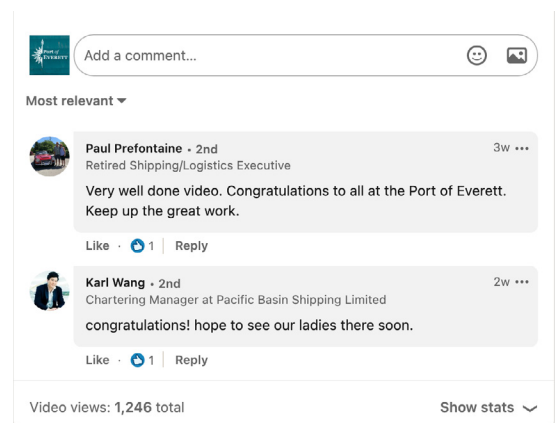 Port of
EVERETT
Add a comment...
Most relevant
Paul Prefontaine • 2nd
3w
Retired Shipping/Logistics Executive
Very well done video. Congratulations to all at the Port of Everett.
Keep up the great work.
Like · 1 | Reply
Karl Wang • 2nd
2w
Chartering Manager at Pacific Basin Shipping Limited
congratulations! hope to see our ladies there soon.
Like · 1 | Reply
Video views: 1,246 total
Show stats